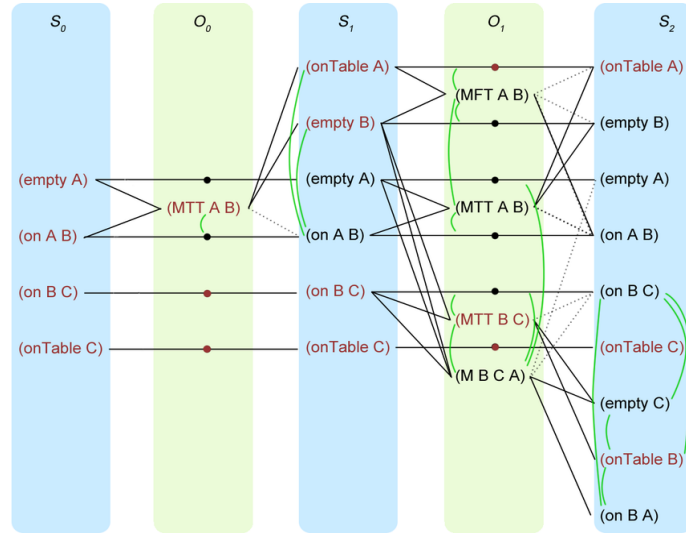 S0 O0 S1 O1 S2
(onTable A) (onTable A)
(MFT A B)
(empty B) (empty B)
(empty A) (empty A) (empty A)
(MTT A B) (MTT A B)
(on A B) (on A B) (on A B)
(on B C) (on B C) (on B C)
(MTT B C)
(onTable C) (onTable C) (onTable C)
(M B C A)
(empty C)
(onTable B)
(on B A)